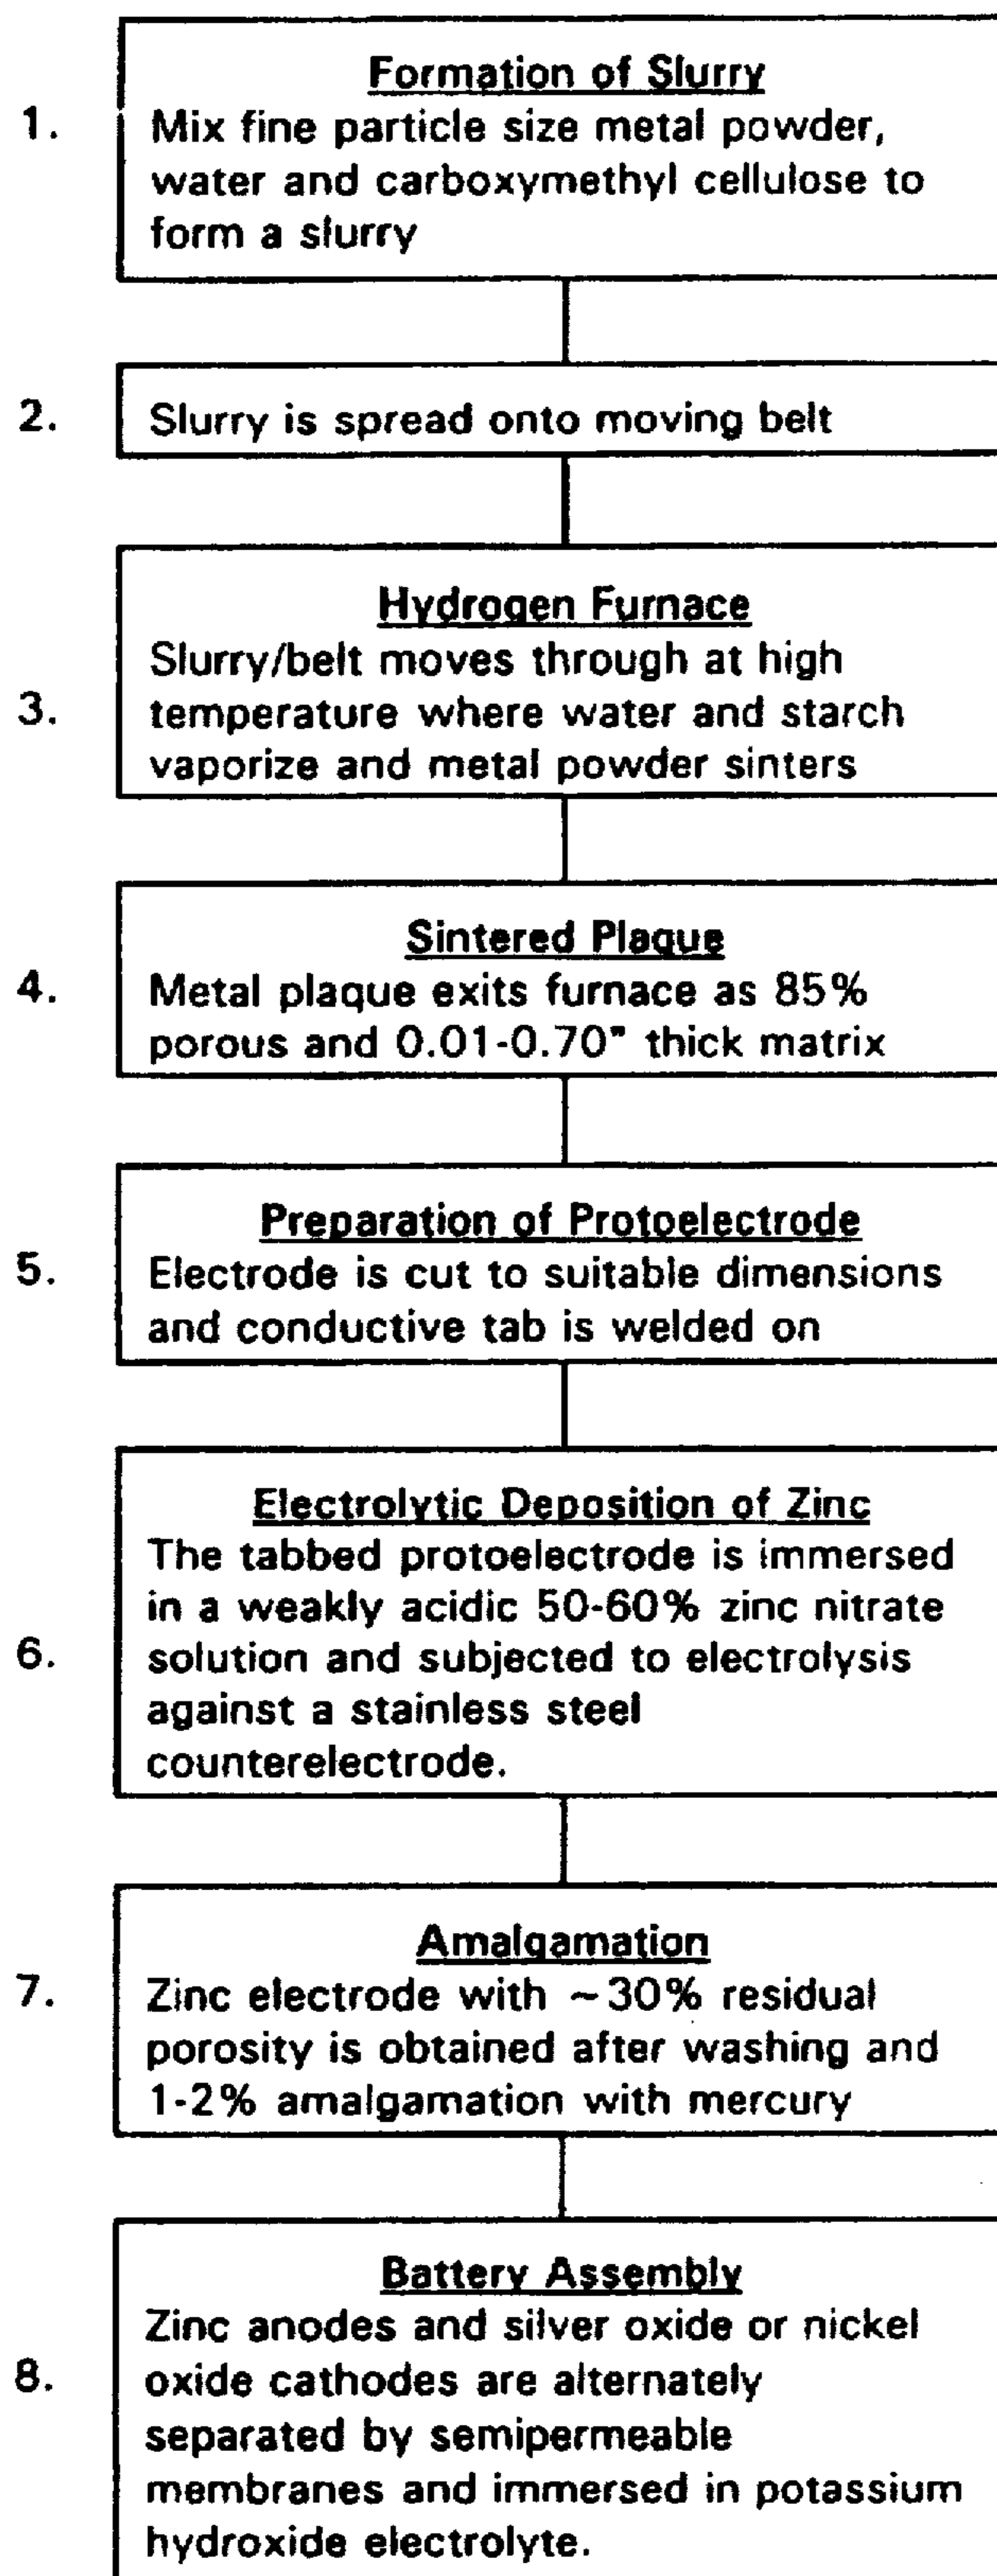 Formation of Slurry
1. Mix fine particle size metal powder,
water and carboxymethyl cellulose to
form a slurry
2. Slurry is spread onto moving belt
Hydrogen Furnace
Slurry/belt moves through at high
3. temperature where water and starch
vaporize and metal powder sinters
Sintered Plaque
4. Metal plaque exits furnace as 85%
porous and 0.01-0.70" thick matrix
Preparation of Protoelectrode
5. Electrode is cut to suitable dimensions
and conductive tab is welded on
Electrolytic Deposition of Zinc
The tabbed protoelectrode is immersed
in a weakly acidic 50-60% zinc nitrate
6. solution and subjected to electrolysis
against a stainless steel
counterelectrode.
Amalgamation
7. Zinc electrode with ~30% residual
porosity is obtained after washing and
1-2% amalgamation with mercury
Battery Assembly
Zinc anodes and silver oxide or nickel
8. oxide cathodes are alternately
separated by semipermeable
membranes and immersed in potassium
hydroxide electrolyte.